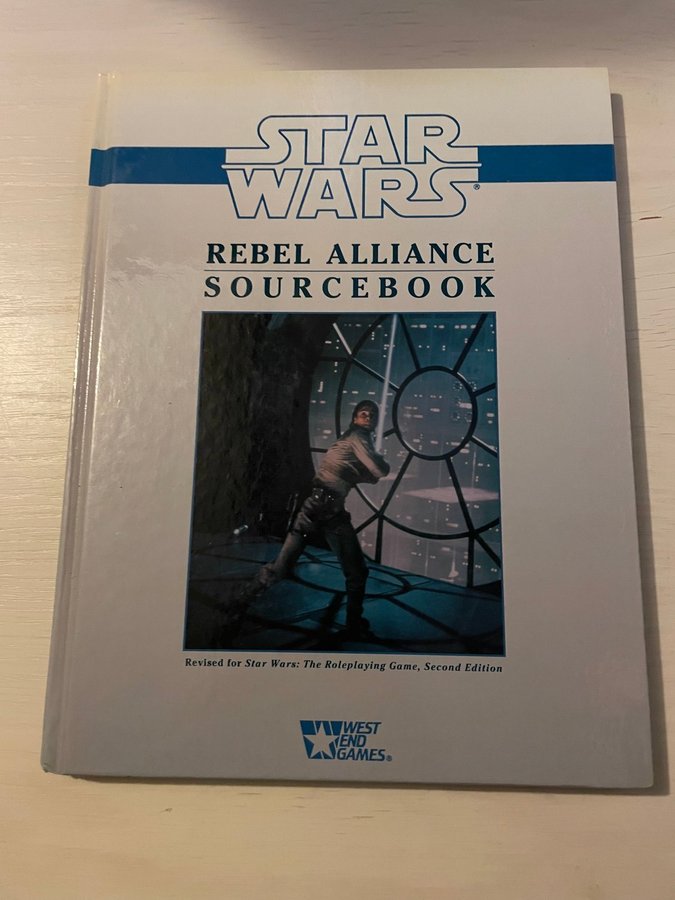 STAR
WARS®
REBEL ALLIANCE
SOURCEBOOK
Revised for Star Wars: The Roleplaying Game, Second Edition
WEST
END
GAMES®